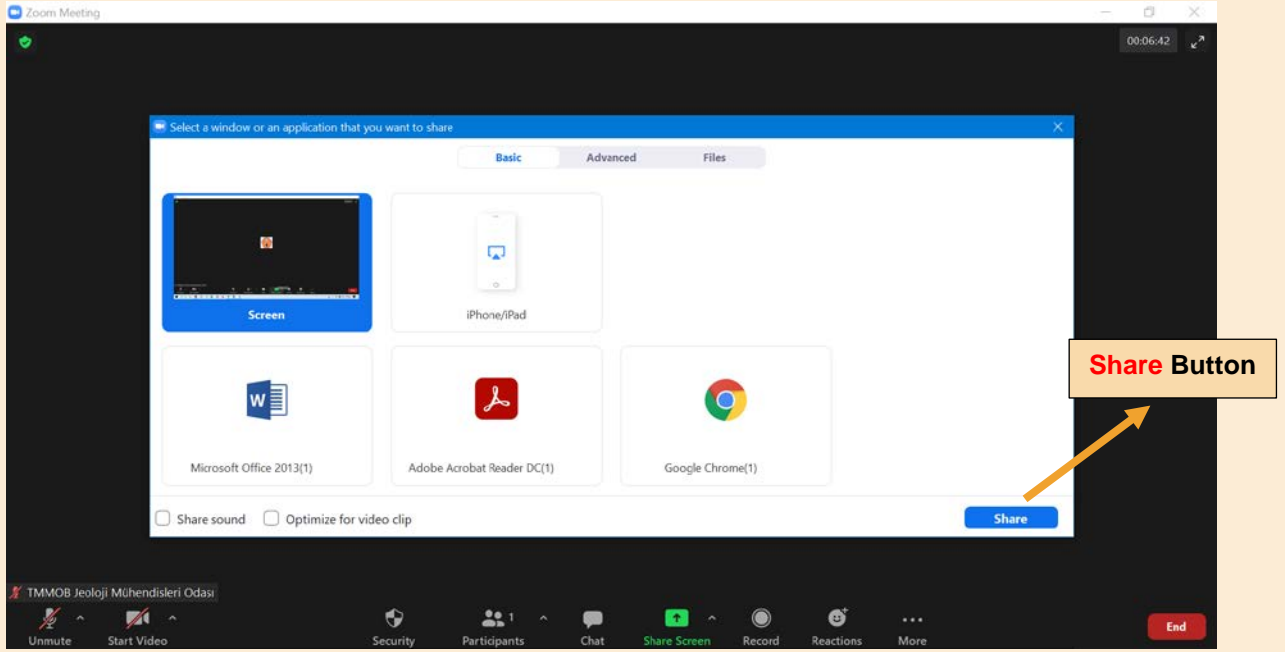 Zoom Meeting
00:06:42
Select a window or an application that you want to share
Basic Advanced Files
Screen iPhone/iPad
Share Button
W
Microsoft Office 2013(1) Adobe Acrobat Reader DC(1) Google Chrome(1)
Share sound Optimize for video clip Share
TMMOB Jeoloji Mühendisleri Odası
1
Unmute Start Video Security Participants Chat Share Screen Record Reactions More End